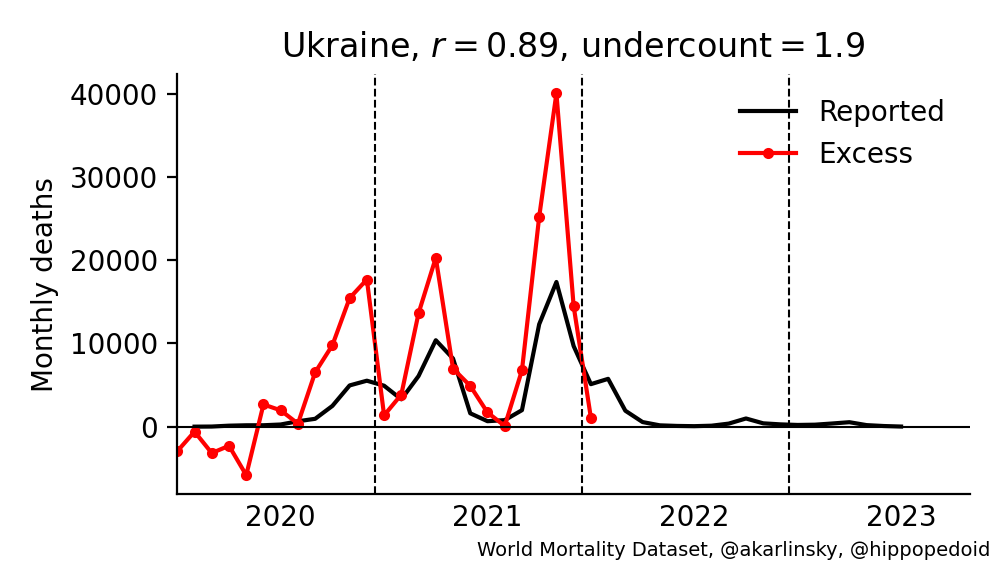 Ukraine, r = 0.89, undercount = 1.9
Monthly deaths
40000
30000
20000
10000
0
Reported
Excess
2020 2021 2022 2023
World Mortality Dataset, @akarlinsky, @hippopedoid